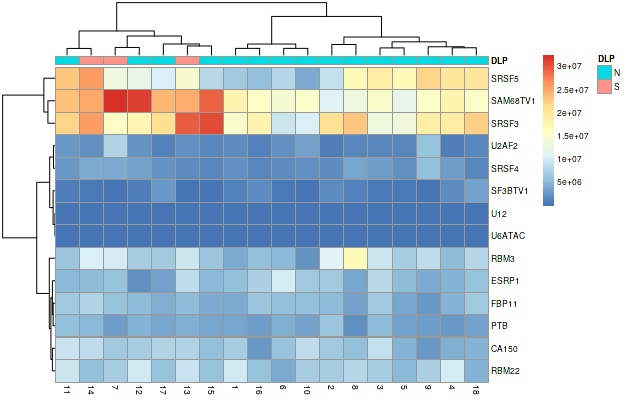 DLP
SRSF5
SAM68TV1
SRSF3
U2AF2
SRSF4
SF3BTV1
U12
U6ATAC
RBM3
ESRP1
FBP11
PTB
CA150
RBM22
11 14 7 12 17 13 15 1 16 6 10 2 8 3 5 9 4 18
3e+07
2.5e+07
2e+07
1.5e+07
1e+07
5e+06
DLP
N
S